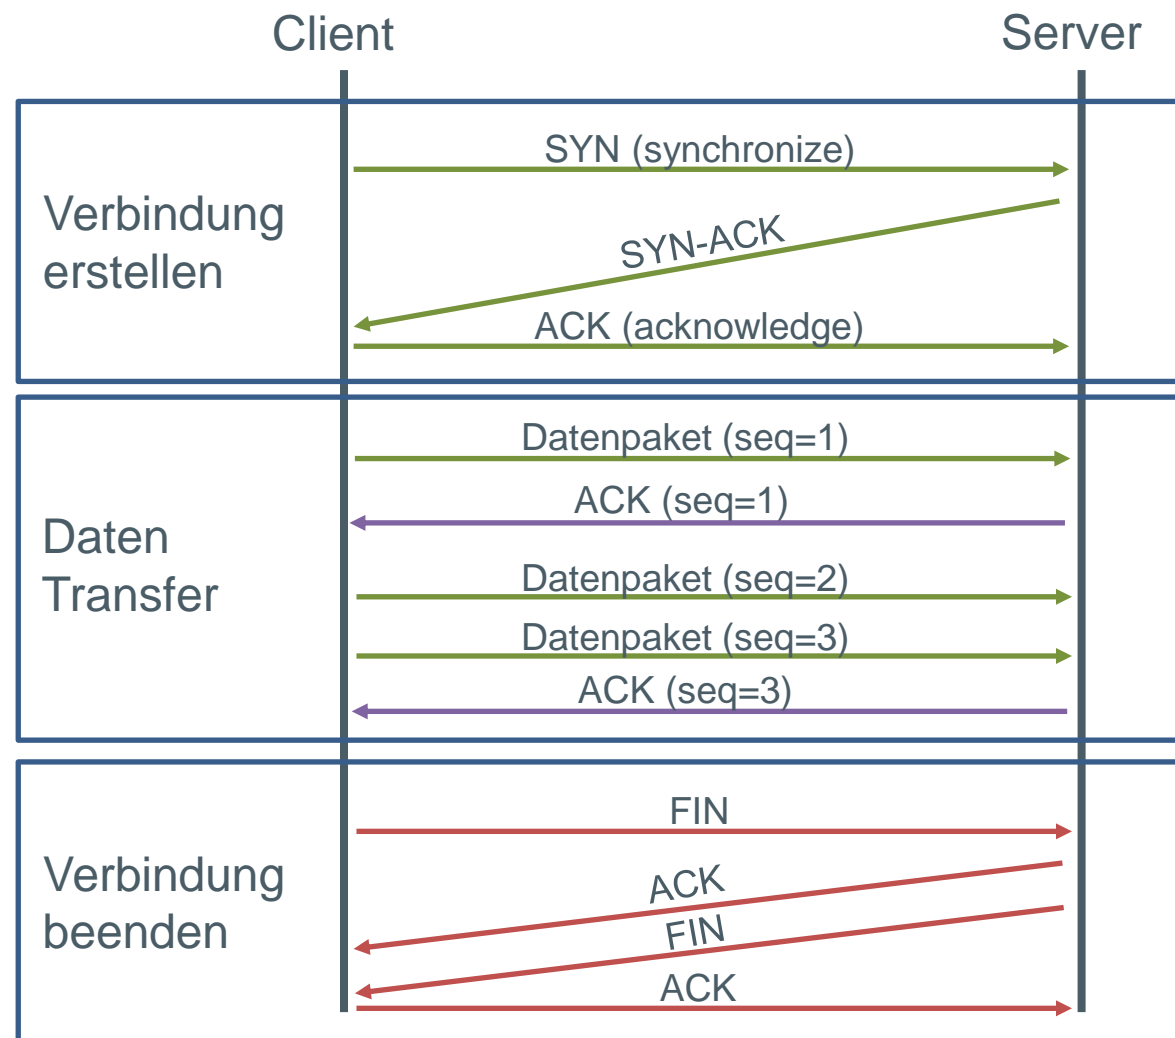 Client
Server
Verbindung
erstellen
SYN (synchronize)
SYN-ACK
ACK (acknowledge)
Daten
Transfer
Datenpaket (seq=1)
ACK (seq=1)
Datenpaket (seq=2)
Datenpaket (seq=3)
ACK (seq=3)
Verbindung
beenden
FIN
ACK
FIN
ACK